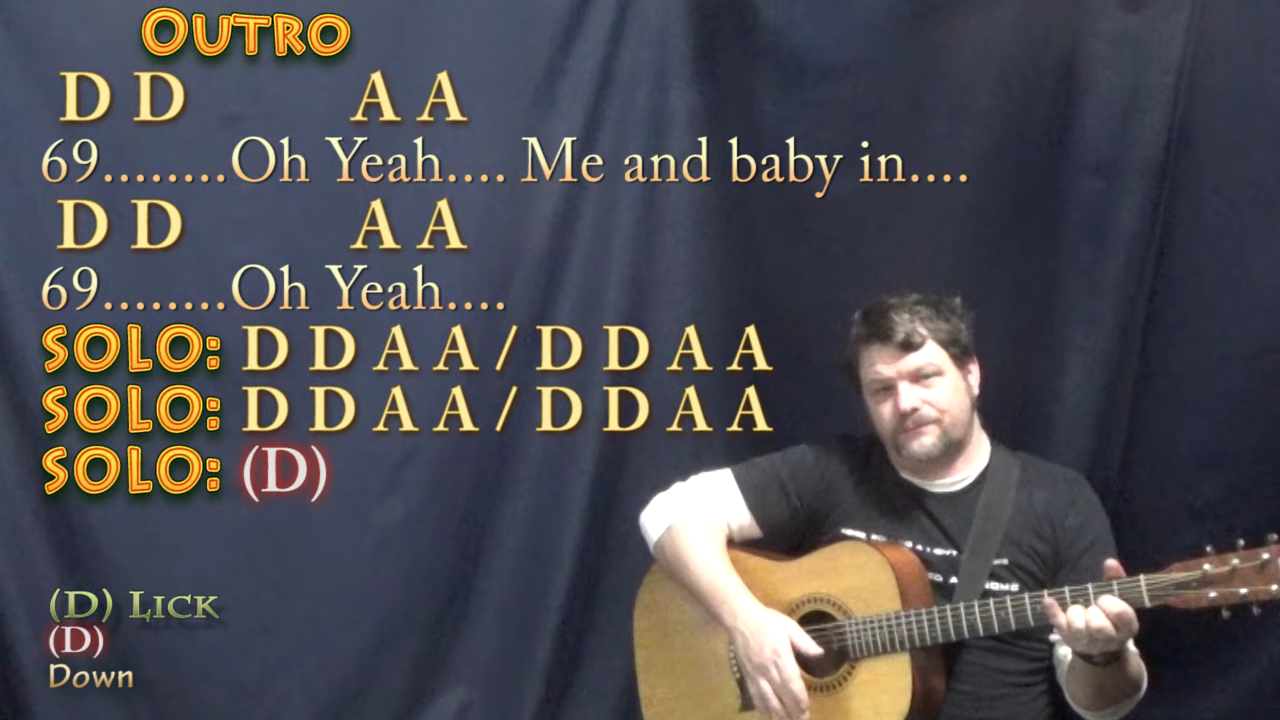 OUTRO
D D A A
69........Oh Yeah.... Me and baby in....
D D A A
69........Oh Yeah....
SOLO: D D A A / D D A A
SOLO: D D A A / D D A A
SOLO: (D)
(D) LICK
(D)
Down